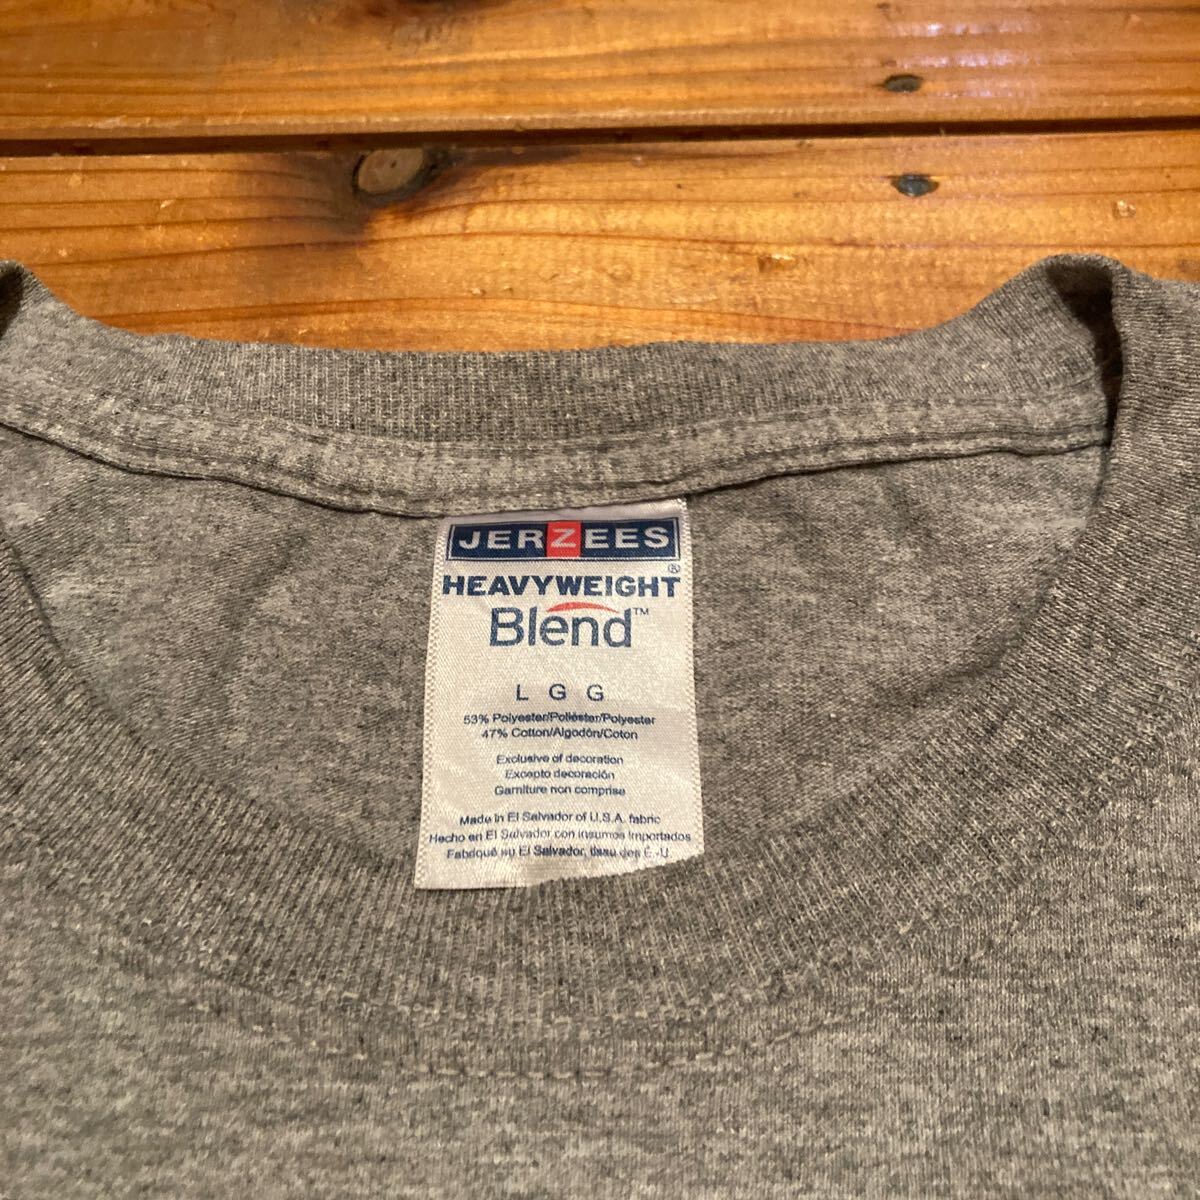 JERZEES
HEAVYWEIGHT®
Blend™
L G G
53% Polyester/Poliéster/Polyester
47% Cotton/Algodón/Coton
Exclusive of decoration
Excepto decoración
Garniture non comprise
Made in El Salvador of U.S.A. fabric
Hecho en El Salvador con insumos importados
Fabriqué au El Salvador, tissu des É.-U.